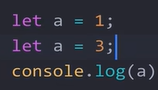 let a = 1;
let a = 3;
console.log(a)